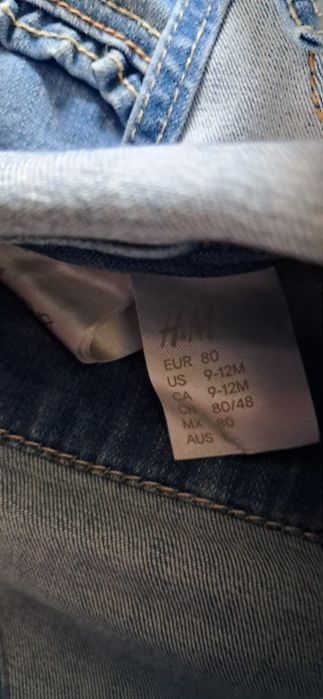 H&M
EUR 80
US 9-12M
CA 9-12M
CN 80/48
MX 80
AUS